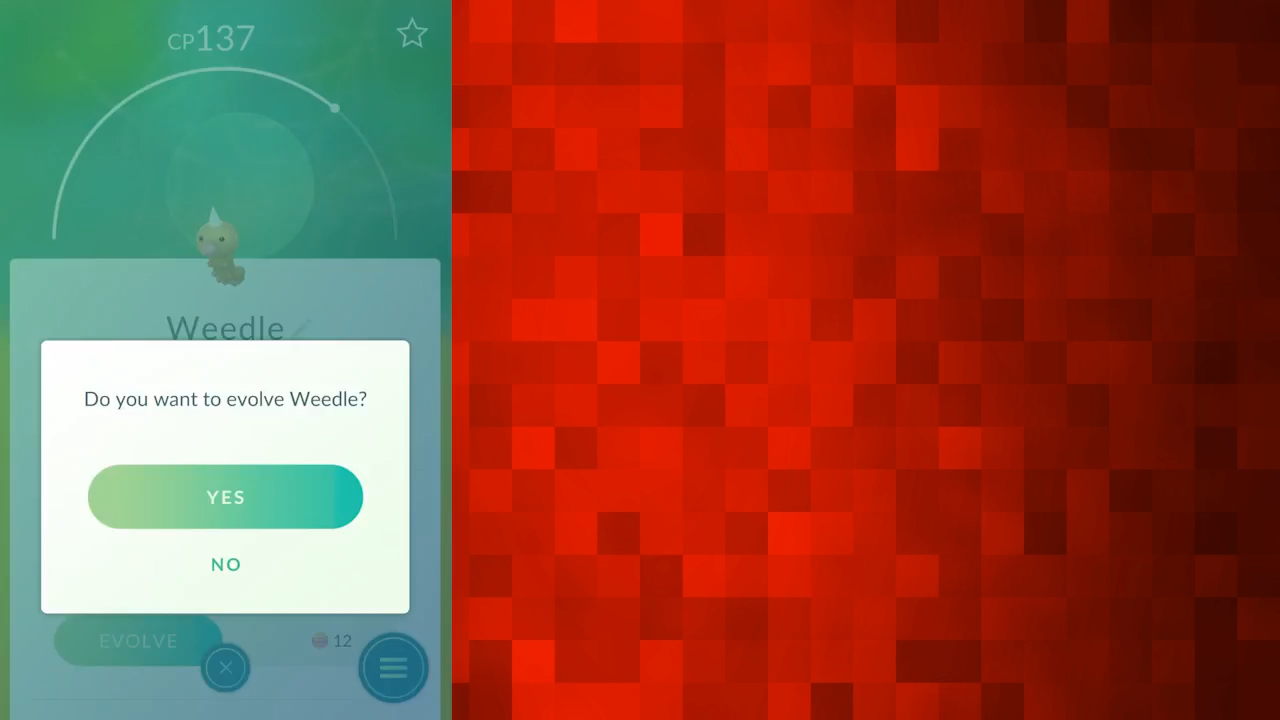 CP137
Weedle
Do you want to evolve Weedle?
YES
NO
EVOLVE
12